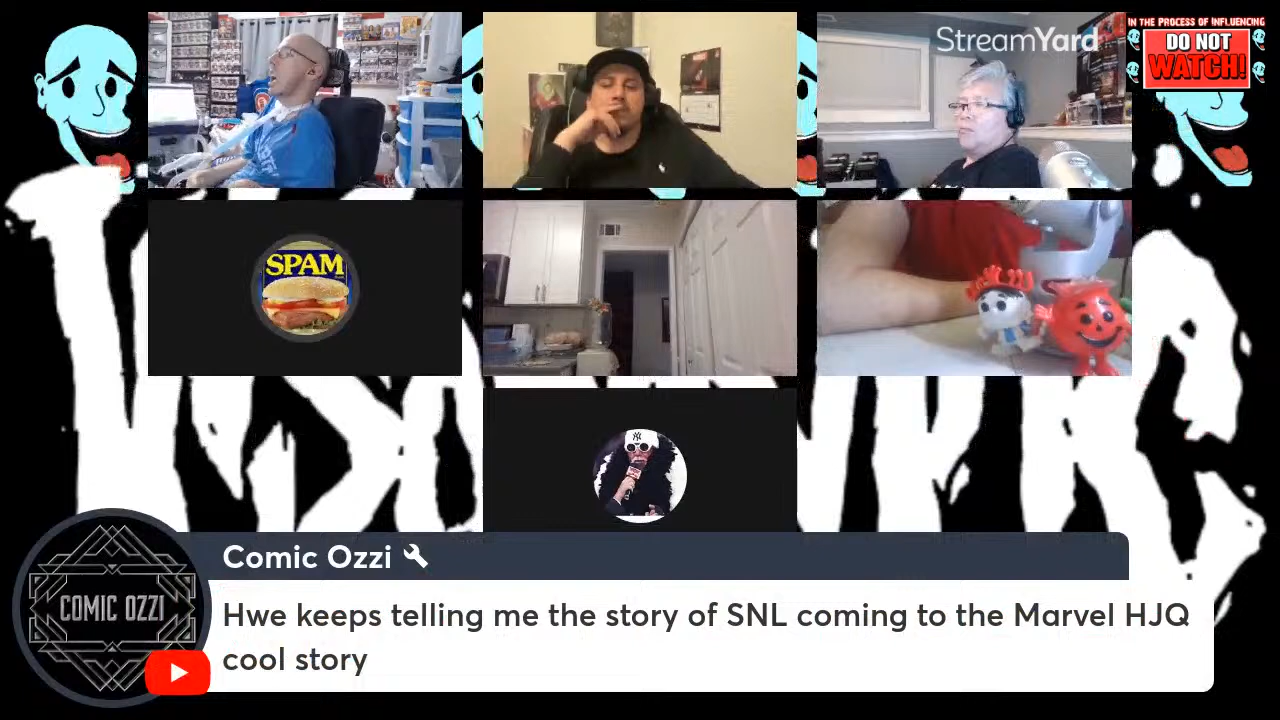 StreamYard
IN THE PROCESS OF INFLUENCING
DO NOT
WATCH!
SPAM
Comic Ozzi
COMIC OZZI
Hwe keeps telling me the story of SNL coming to the Marvel HJQ
cool story